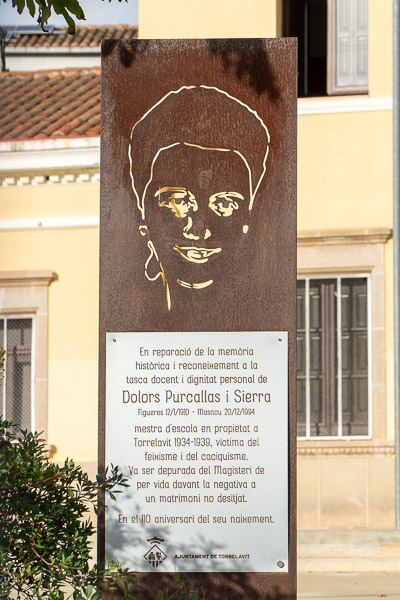 En reparació de la memòria
històrica i reconeixement a la
tasca docent i dignitat personal de
Dolors Purcallas i Sierra
Figueres 12/1/1910 - Masnou 20/12/1994
mestra d'escola en propietat a
Torrelavit 1934-1939, víctima del
feixisme i del caciquisme.
Va ser depurada del Magisteri de
per vida davant la negativa a
un matrimoni no desitjat.
En el 110 aniversari del seu naixement.
AJUNTAMENT DE TORRELAVIT